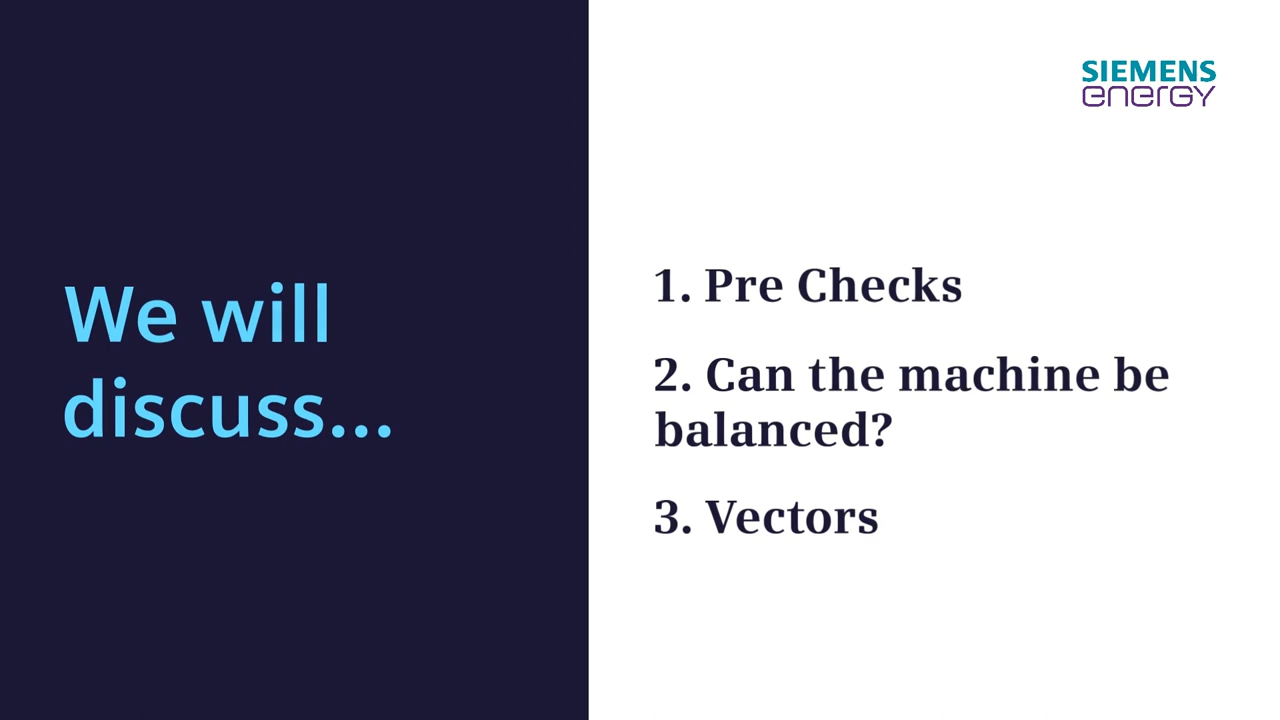 SIEMENS
energy
We will
discuss...
1. Pre Checks
2. Can the machine be
balanced?
3. Vectors